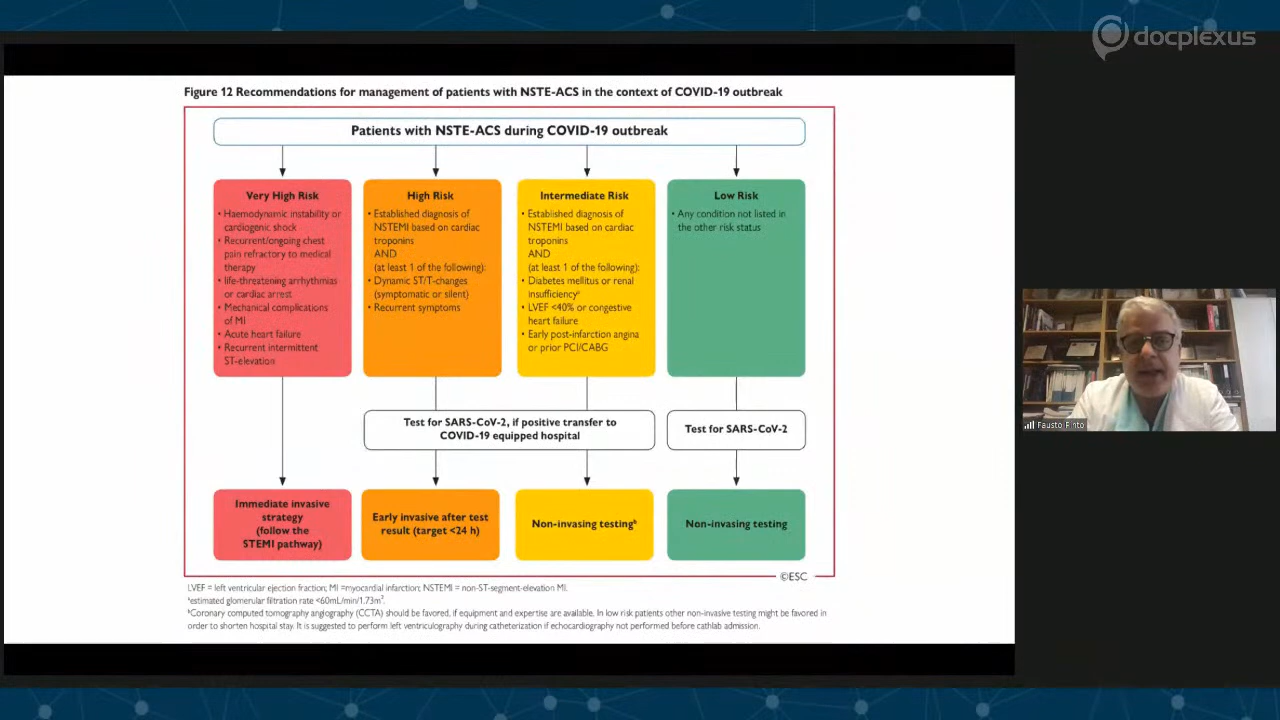 docplexus
Figure 12 Recommendations for management of patients with NSTE-ACS in the context of COVID-19 outbreak
Patients with NSTE-ACS during COVID-19 outbreak
Very High Risk
• Haemodynamic instability or
cardiogenic shock
• Recurrent/ongoing chest
pain refractory to medical
therapy
• life-threatening arrhythmias
or cardiac arrest
• Mechanical complications
of MI
• Acute heart failure
• Recurrent intermittent
ST-elevation
High Risk
• Established diagnosis of
NSTEMI based on cardiac
troponins
AND
(at least 1 of the following):
• Dynamic ST/T-changes
(symptomatic or silent)
• Recurrent symptoms
Intermediate Risk
• Established diagnosis of
NSTEMI based on cardiac
troponins
AND
(at least 1 of the following):
• Diabetes mellitus or renal
insufficiencyᵃ
• LVEF <40% or congestive
heart failure
• Early post-infarction angina
or prior PCI/CABG
Low Risk
• Any condition not listed in
the other risk status
Test for SARS-CoV-2, if positive transfer to
COVID-19 equipped hospital
Test for SARS-CoV-2
Immediate invasive
strategy
(follow the
STEMI pathway)
Early invasive after test
result (target <24 h)
Non-invasing testingᵇ
Non-invasing testing
©ESC
LVEF = left ventricular ejection fraction; MI =myocardial infarction; NSTEMI = non-ST-segment-elevation MI.
ᵃestimated glomerular filtration rate <60mL/min/1.73m².
ᵇCoronary computed tomography angiography (CCTA) should be favored, if equipment and expertise are available. In low risk patients other non-invasive testing might be favored in
order to shorten hospital stay. It is suggested to perform left ventriculography during catheterization if echocardiography not performed before cathlab admission.
Fausto Pinto